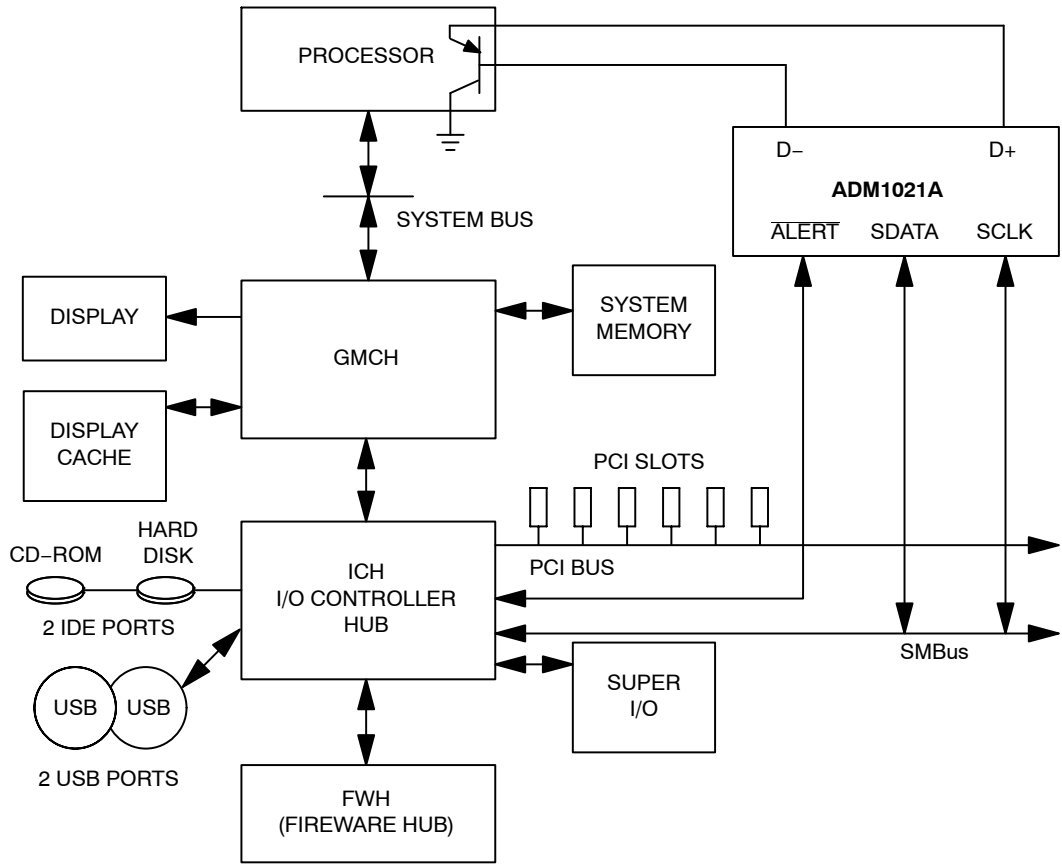 PROCESSOR
D− D+
ADM1021A
ALERT SDATA SCLK
SYSTEM BUS
DISPLAY
GMCH
SYSTEM
MEMORY
DISPLAY
CACHE
PCI SLOTS
CD−ROM
HARD
DISK
2 IDE PORTS
ICH
I/O CONTROLLER
HUB
PCI BUS
SMBus
USB USB
2 USB PORTS
SUPER
I/O
FWH
(FIREWARE HUB)